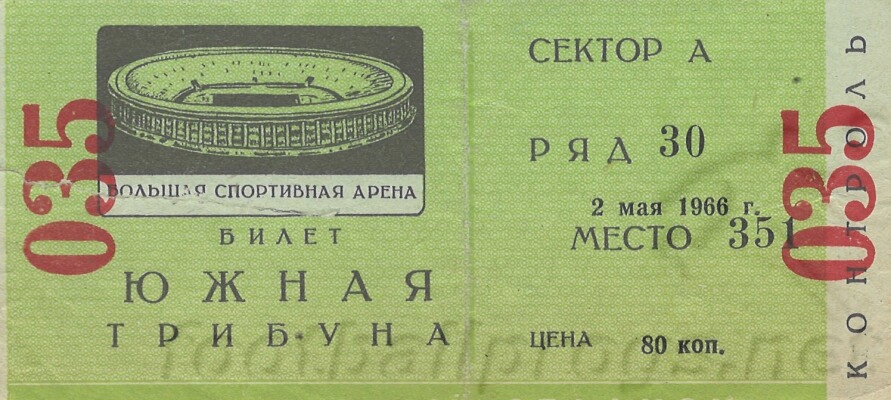 035
БОЛЬШАЯ СПОРТИВНАЯ АРЕНА
БИЛЕТ
ЮЖНАЯ
ТРИБУНА
СЕКТОР А
РЯД 30
2 мая 1966 г.
МЕСТО 351
ЦЕНА 80 коп.
035
КОНТРОЛЬ